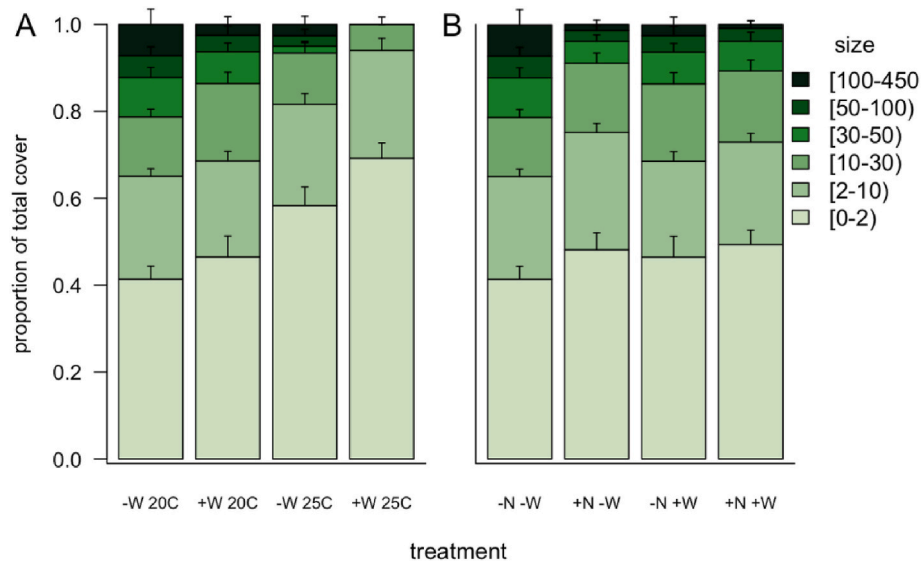 A
B
size
[100-450
[50-100)
[30-50)
[10-30)
[2-10)
[0-2)
proportion of total cover
1.0
0.8
0.6
0.4
0.2
0.0
-W 20C +W 20C -W 25C +W 25C
-N -W +N -W -N +W +N +W
treatment